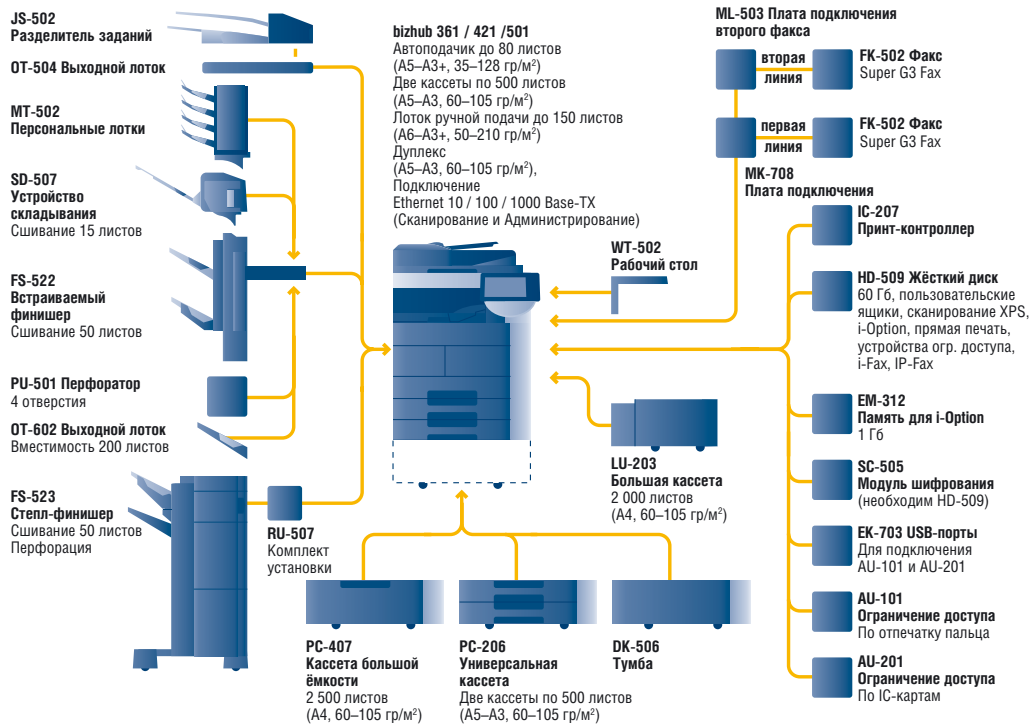 JS-502
Разделитель заданий
OT-504 Выходной лоток
MT-502
Персональные лотки
SD-507
Устройство
складывания
Сшивание 15 листов
FS-522
Встраиваемый
финишер
Сшивание 50 листов
PU-501 Перфоратор
4 отверстия
OT-602 Выходной лоток
Вместимость 200 листов
FS-523
Степл-финишер
Сшивание 50 листов
Перфорация
RU-507
Комплект
установки
bizhub 361 / 421 /501
Автоподачик до 80 листов
(A5–A3+, 35–128 гр/м²)
Две кассеты по 500 листов
(A5–A3, 60–105 гр/м²)
Лоток ручной подачи до 150 листов
(A6–A3+, 50–210 гр/м²)
Дуплекс
(A5–A3, 60–105 гр/м²),
Подключение
Ethernet 10 / 100 / 1000 Base-TX
(Сканирование и Администрирование)
WT-502
Рабочий стол
LU-203
Большая кассета
2 000 листов
(A4, 60–105 гр/м²)
PC-407
Кассета большой
ёмкости
2 500 листов
(A4, 60–105 гр/м²)
PC-206
Универсальная
кассета
Две кассеты по 500 листов
(A5–A3, 60–105 гр/м²)
DK-506
Тумба
ML-503 Плата подключения
второго факса
вторая
линия
FK-502 Факс
Super G3 Fax
первая
линия
FK-502 Факс
Super G3 Fax
MK-708
Плата подключения
IC-207
Принт-контроллер
HD-509 Жёсткий диск
60 Гб, пользовательские
ящики, сканирование XPS,
i-Option, прямая печать,
устройства огр. доступа,
i-Fax, IP-Fax
EM-312
Память для i-Option
1 Гб
SC-505
Модуль шифрования
(необходим HD-509)
EK-703 USB-порты
Для подключения
AU-101 и AU-201
AU-101
Ограничение доступа
По отпечатку пальца
AU-201
Ограничение доступа
По IC-картам